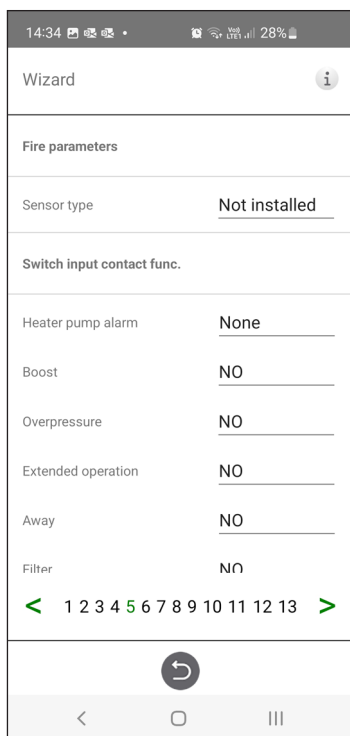 14:34 Vo)) LTE1 28%
Wizard i
Fire parameters
Sensor type Not installed
Switch input contact func.
Heater pump alarm None
Boost NO
Overpressure NO
Extended operation NO
Away NO
Filter NO
< 1 2 3 4 5 6 7 8 9 10 11 12 13 >